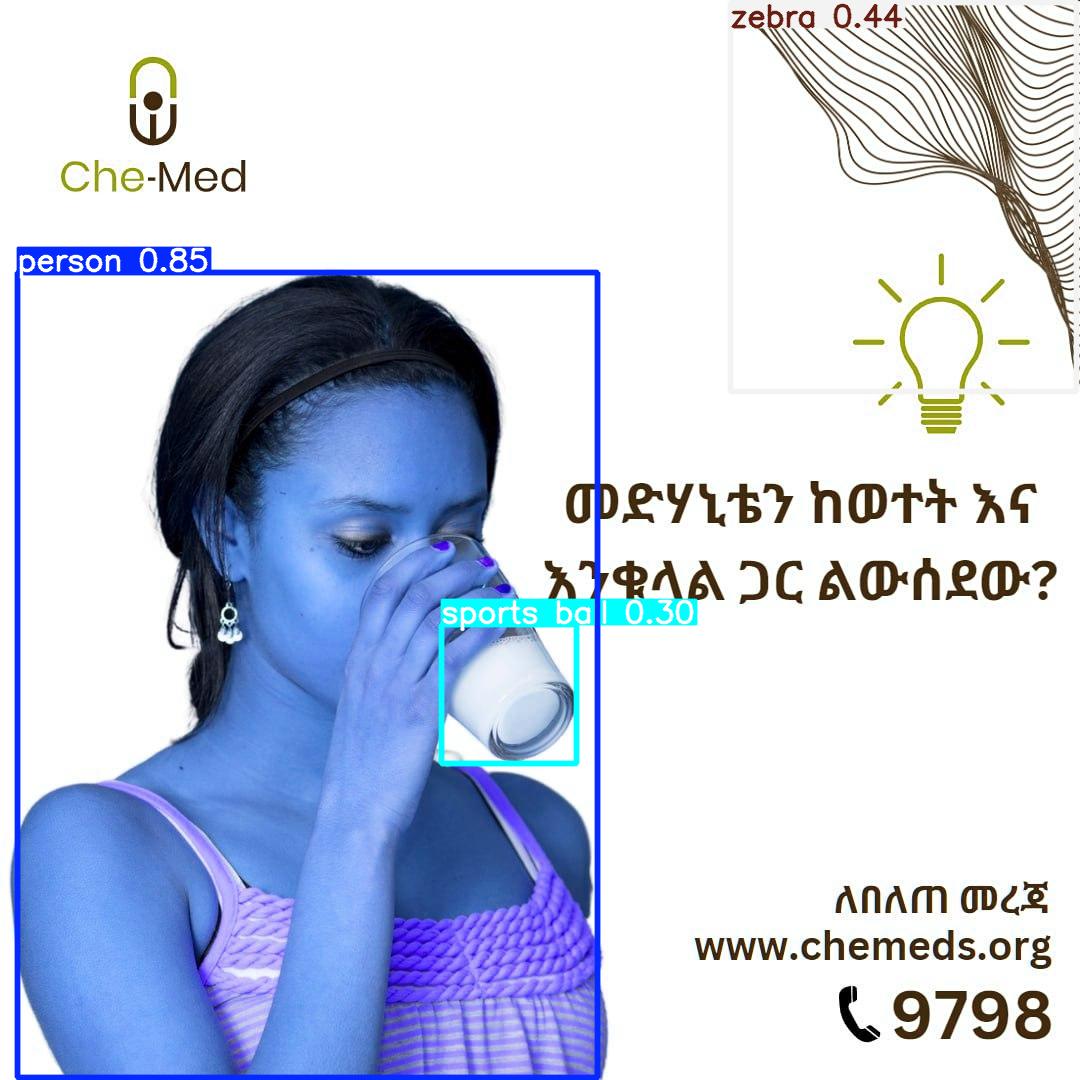 zebra 0.44
Che-Med
person 0.85
መድሃኒቴን ከወተት እና
እንቁላል ጋር ልውሰደው?
sports ball 0.30
ለበለጠ መረጃ
www.chemeds.org
9798